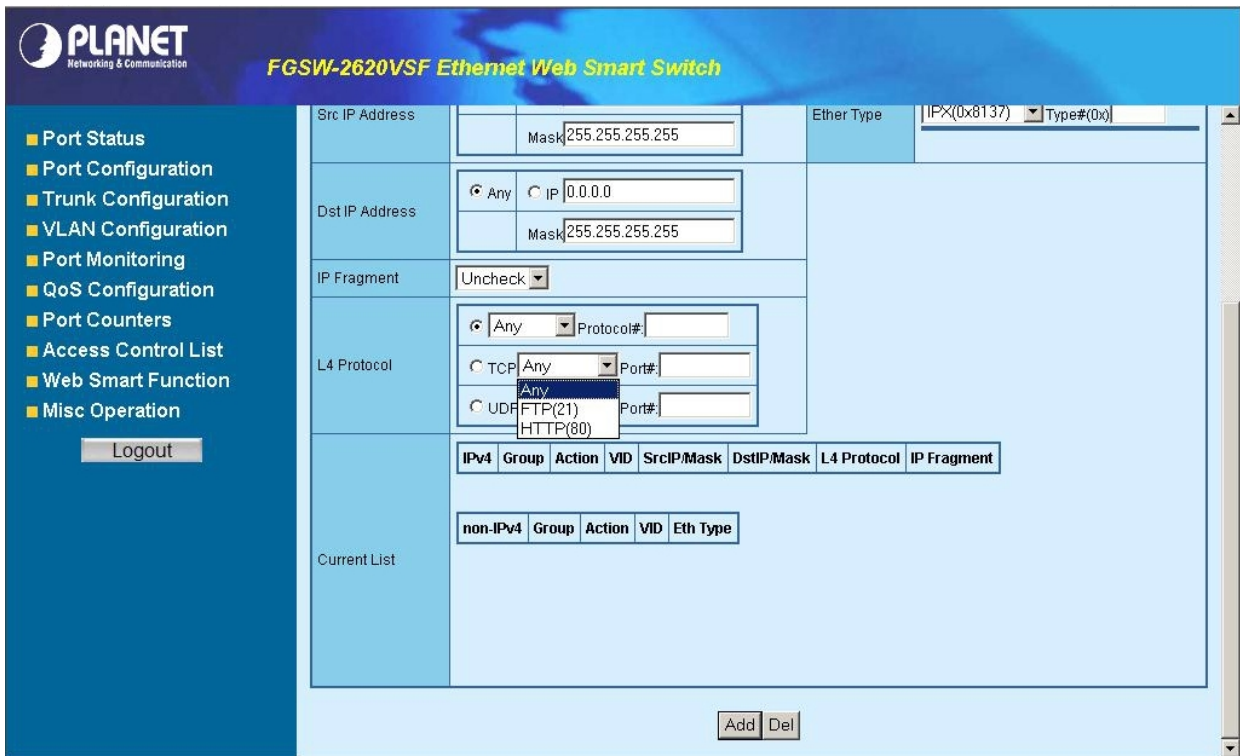 PLANET
Networking & Communication
FGSW-2620VSF Ethernet Web Smart Switch
Port Status
Port Configuration
Trunk Configuration
VLAN Configuration
Port Monitoring
QoS Configuration
Port Counters
Access Control List
Web Smart Function
Misc Operation
Logout
Src IP Address
Mask 255.255.255.255
Ether Type
IPX(0x8137) Type#(0x)
Dst IP Address
Any IP 0.0.0.0
Mask 255.255.255.255
IP Fragment
Uncheck
L4 Protocol
Any Protocol#:
TCP Any Port#:
Any
FTP(21)
HTTP(80)
UDP Port#:
Current List
IPv4 Group Action VID SrcIP/Mask DstIP/Mask L4 Protocol IP Fragment
non-IPv4 Group Action VID Eth Type
Add Del